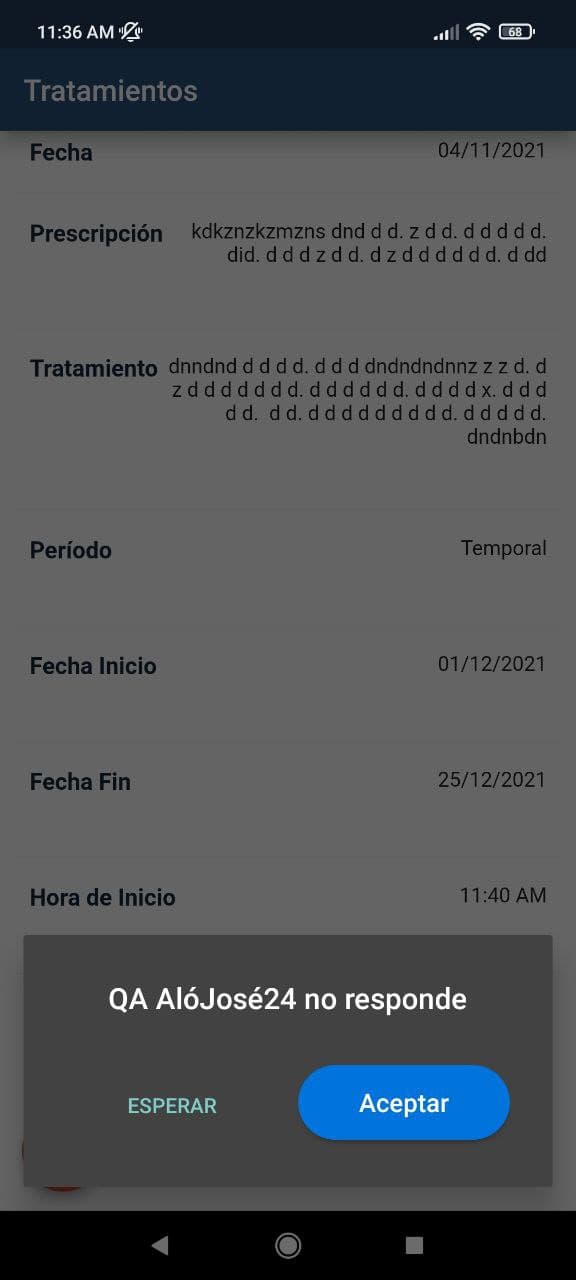 11:36 AM
68
Tratamientos
Fecha 04/11/2021
Prescripción kdkznzkzmzns dnd d d. z d d. d d d d d.
did. d d d z d d. d z d d d d d d. d dd
Tratamiento dnndnd d d d d. d d d dndndndnnz z z d. d
z d d d d d d d. d d d d d d. d d d d x. d d d
d d.  d d. d d d d d d d d d d. d d d d d.
dndnbdn
Período Temporal
Fecha Inicio 01/12/2021
Fecha Fin 25/12/2021
Hora de Inicio 11:40 AM
QA AlóJosé24 no responde
ESPERAR Aceptar